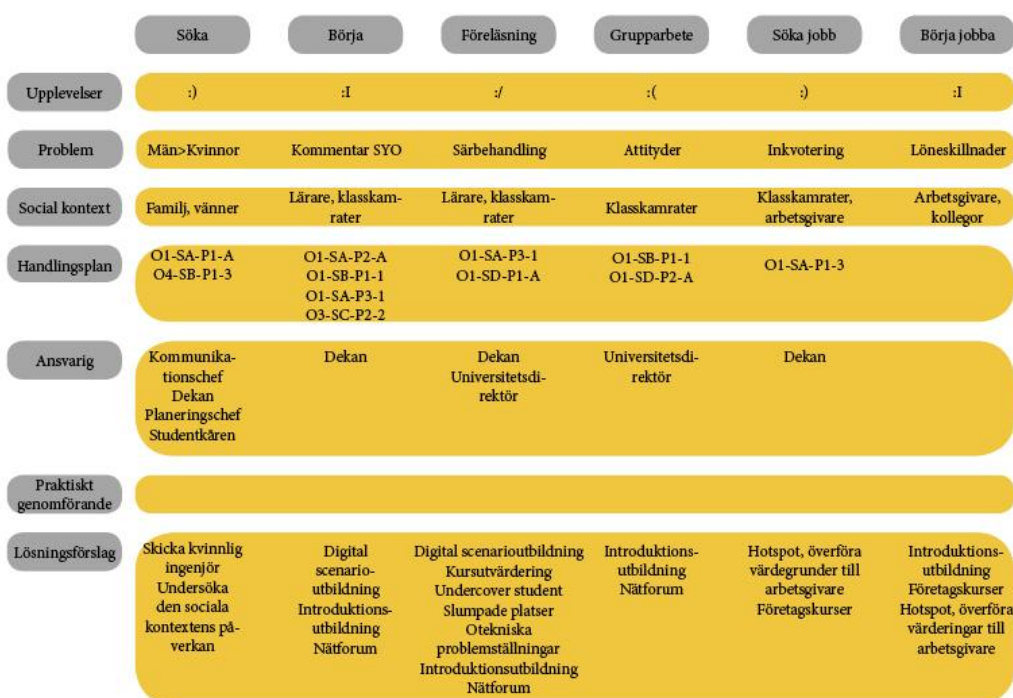 Söka Börja Föreläsning Grupparbete Söka jobb Börja jobba
Upplevelser :) :I :/ :( :) :I
Problem Män>Kvinnor Kommentar SYO Särbehandling Attityder Inkvotering Löneskillnader
Social kontext
Familj, vänner
Lärare, klasskam-
rater
Lärare, klasskam-
rater
Klasskamrater
Klasskamrater,
arbetsgivare
Arbetsgivare,
kollegor
Handlingsplan
O1-SA-P1-A
O4-SB-P1-3
O1-SA-P2-A
O1-SB-P1-1
O1-SA-P3-1
O3-SC-P2-2
O1-SA-P3-1
O1-SD-P1-A
O1-SB-P1-1
O1-SD-P2-A
O1-SA-P1-3
Ansvarig
Kommunika-
tionschef
Dekan
Planeringschef
Studentkåren
Dekan
Dekan
Universitetsdi-
rektör
Universitetsdi-
rektör
Dekan
Praktiskt
genomförande
Lösningsförslag
Skicka kvinnlig
ingenjör
Undersöka
den sociala
kontextens på-
verkan
Digital
scenario-
utbildning
Introduktions-
utbildning
Nätforum
Digital scenarioutbildning
Kursutvärdering
Undercover student
Slumpade platser
Otekniska
problemställningar
Introduktionsutbildning
Nätforum
Introduktions-
utbildning
Nätforum
Hotspot, överföra
värdegrunder till
arbetsgivare
Företagskurser
Introduktions-
utbildning
Företagskurser
Hotspot, överföra
värderingar till
arbetsgivare